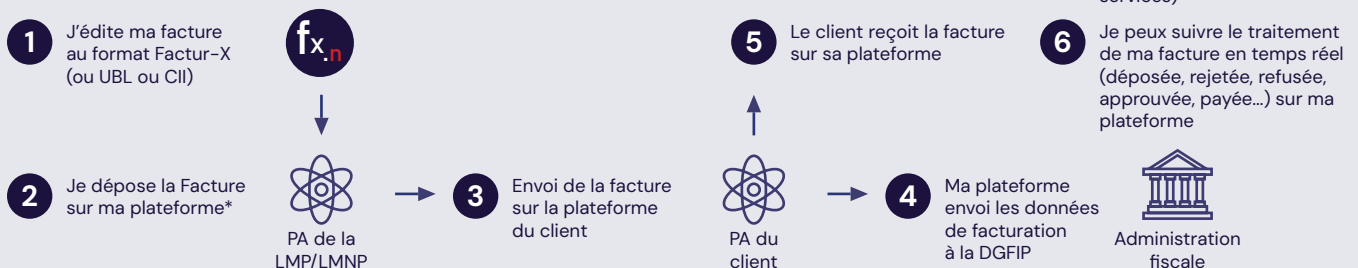 services)
1
J'édite ma facture
au format Factur-X
(ou UBL ou CII)
fx.n
5
Le client reçoit la facture
sur sa plateforme
6
Je peux suivre le traitement
de ma facture en temps réel
(déposée, rejetée, refusée,
approuvée, payée...) sur ma
plateforme
2
Je dépose la Facture
sur ma plateforme*
PA de la
LMP/LMNP
3
Envoi de la facture
sur la plateforme
du client
PA du
client
4
Ma plateforme
envoi les données
de facturation
à la DGFIP
Administration
fiscale